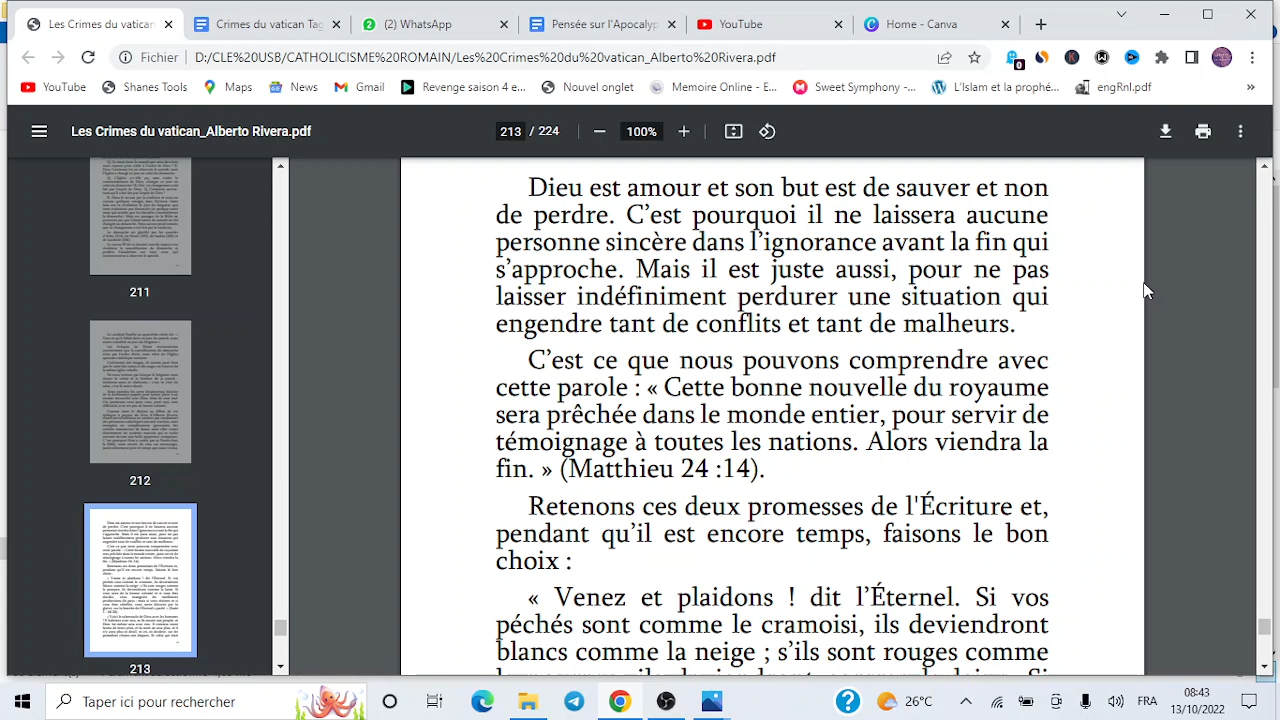 Les Crimes du vatican
Crimes du vatican Tag
(2) WhatsApp
Pensée sur l'Apocalyp
YouTube
Home - Canva
Fichier
D:/CLE%20USB/CATHOLICISME%20ROMAIN/Les%20Crimes%20du%20vatican_Alberto%20Rivera.pdf
0
YouTube
Shanes Tools
Maps
News
Gmail
Revenge saison 4 e...
Nouvel onglet
Memoire Online - E...
Sweet Symphony -...
L'Islam et la prophé...
engRnl.pdf
»
Les Crimes du vatican_Alberto Rivera.pdf
213 / 224
100%
211
212
213
Dieu est amour et son but est de sauver et non
de perdre. C'est pourquoi il ne laissera aucune
personne sincère dans l'ignorance avant la fin qui
s'approche. Mais il est juste aussi, pour ne pas
laisser indéfiniment perdurer une situation qui
engendre tant de conflits et tant de malheurs.
C'est ce que nous pouvons comprendre avec
cette parole : « Cette bonne nouvelle du royaume
sera prêchée dans le monde entier, pour servir de
témoignage à toutes les nations. Alors viendra la
fin. » (Matthieu 24 :14).
Retenons ces deux promesses de l'Écriture et,
pendant qu'il est encore temps, faisons le bon
choix :
« Venez et plaidons ! dit l'Éternel. Si vos
péchés sont comme le cramoisi, ils deviendront
blancs comme la neige ; s'ils sont rouges comme
Taper ici pour rechercher
26°C
FRA
08:43
13/10/2022